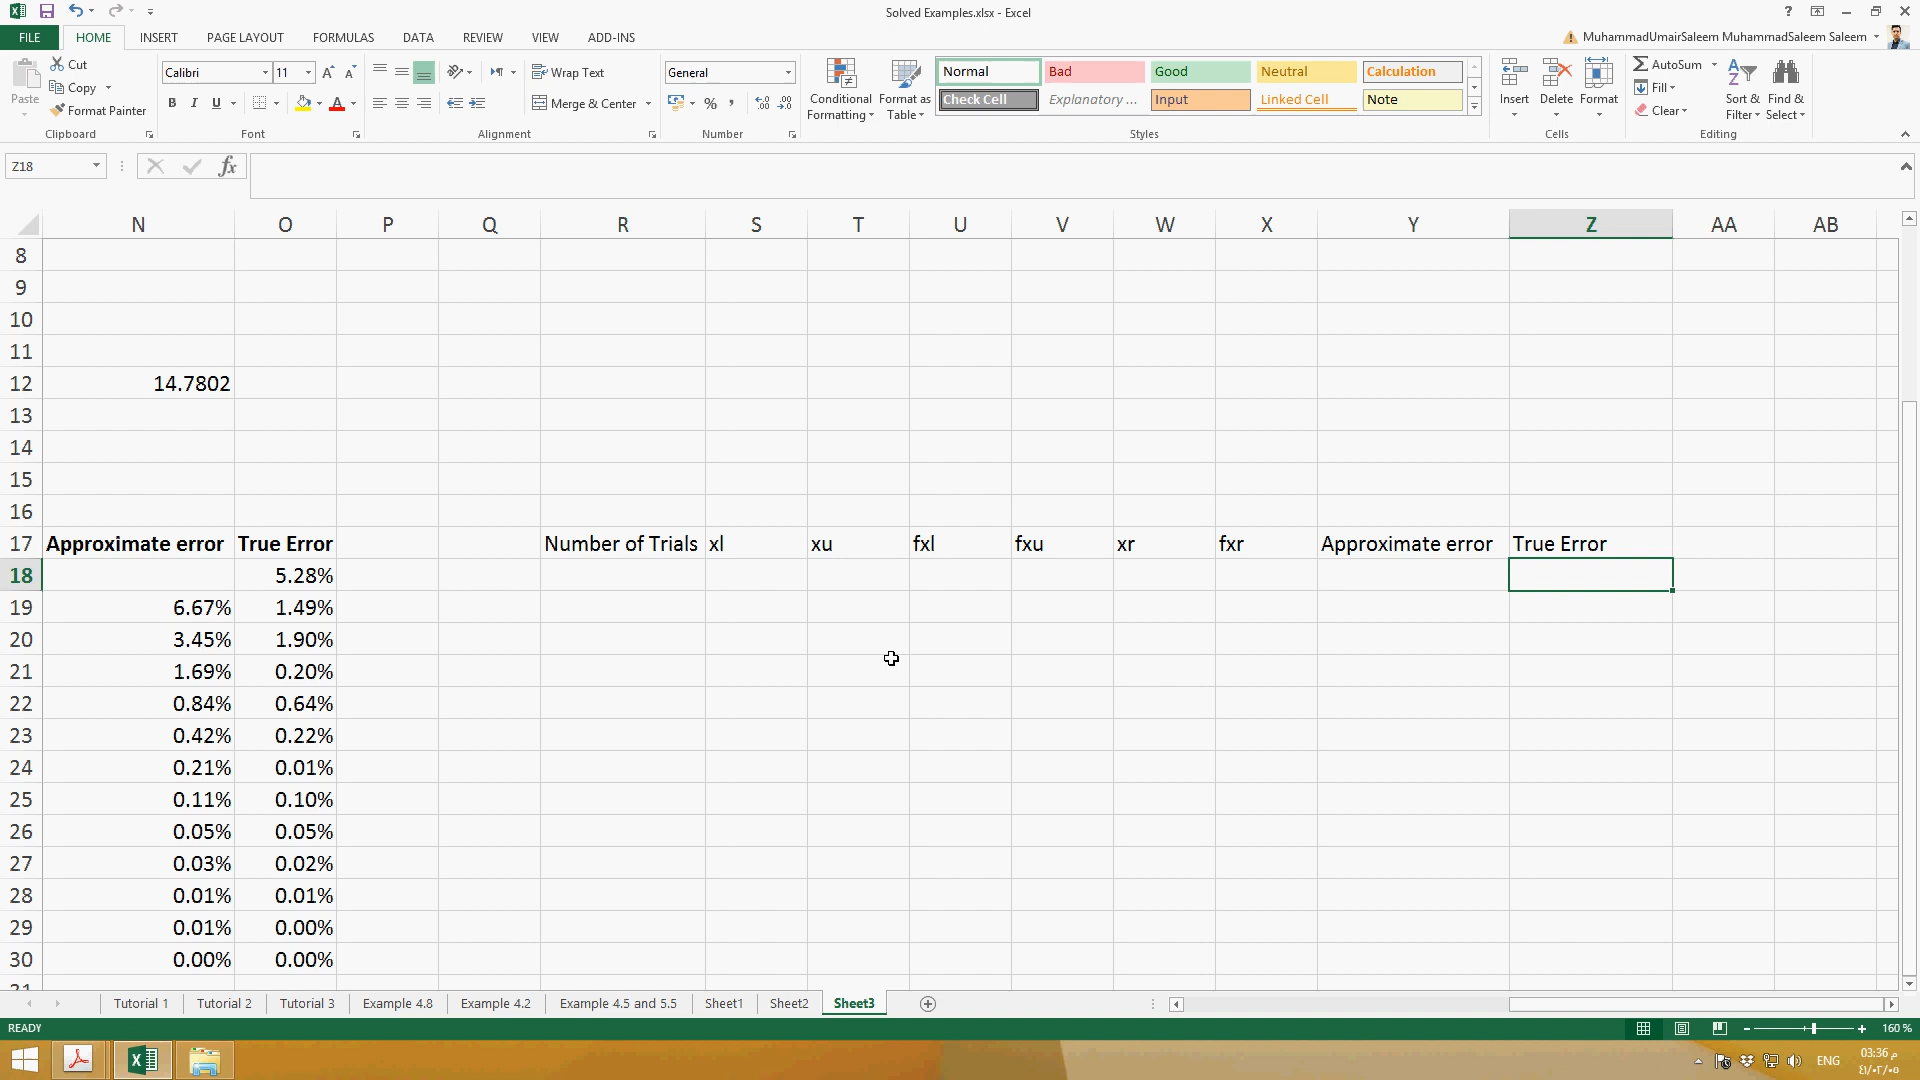 Solved Examples.xlsx - Excel
FILE HOME INSERT PAGE LAYOUT FORMULAS DATA REVIEW VIEW ADD-INS MuhammadUmairSaleem MuhammadSaleem Saleem
Paste Cut Copy Format Painter Clipboard
Calibri 11 B I U A Font
Wrap Text Merge & Center Alignment
General % , Number
Conditional Formatting Format as Table
Normal Bad Good Neutral Calculation
Check Cell Explanatory ... Input Linked Cell Note
Styles
Insert Delete Format Cells
AutoSum Fill Clear Sort & Filter Find & Select Editing
Z18 fx
N O P Q R S T U V W X Y Z AA AB
8
9
10
11
12 14.7802
13
14
15
16
17 Approximate error True Error Number of Trials xl xu fxl fxu xr fxr Approximate error True Error
18 5.28%
19 6.67% 1.49%
20 3.45% 1.90%
21 1.69% 0.20%
22 0.84% 0.64%
23 0.42% 0.22%
24 0.21% 0.01%
25 0.11% 0.10%
26 0.05% 0.05%
27 0.03% 0.02%
28 0.01% 0.01%
29 0.01% 0.00%
30 0.00% 0.00%
Tutorial 1 Tutorial 2 Tutorial 3 Example 4.8 Example 4.2 Example 4.5 and 5.5 Sheet1 Sheet2 Sheet3
READY 160 %
ENG 03:36 م